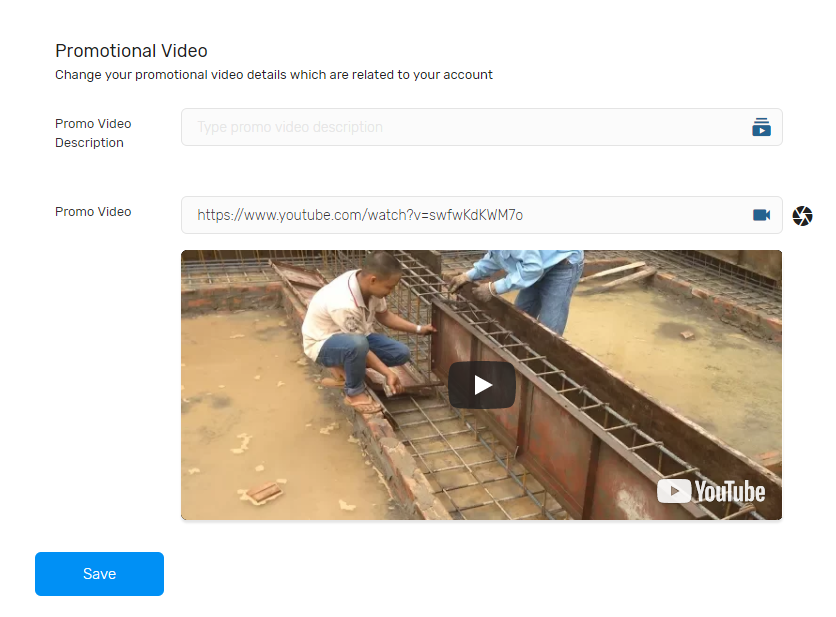 Promotional Video
Change your promotional video details which are related to your account
Promo Video
Description
Type promo video description
Promo Video
https://www.youtube.com/watch?v=swfwKdKWM7o
YouTube
Save